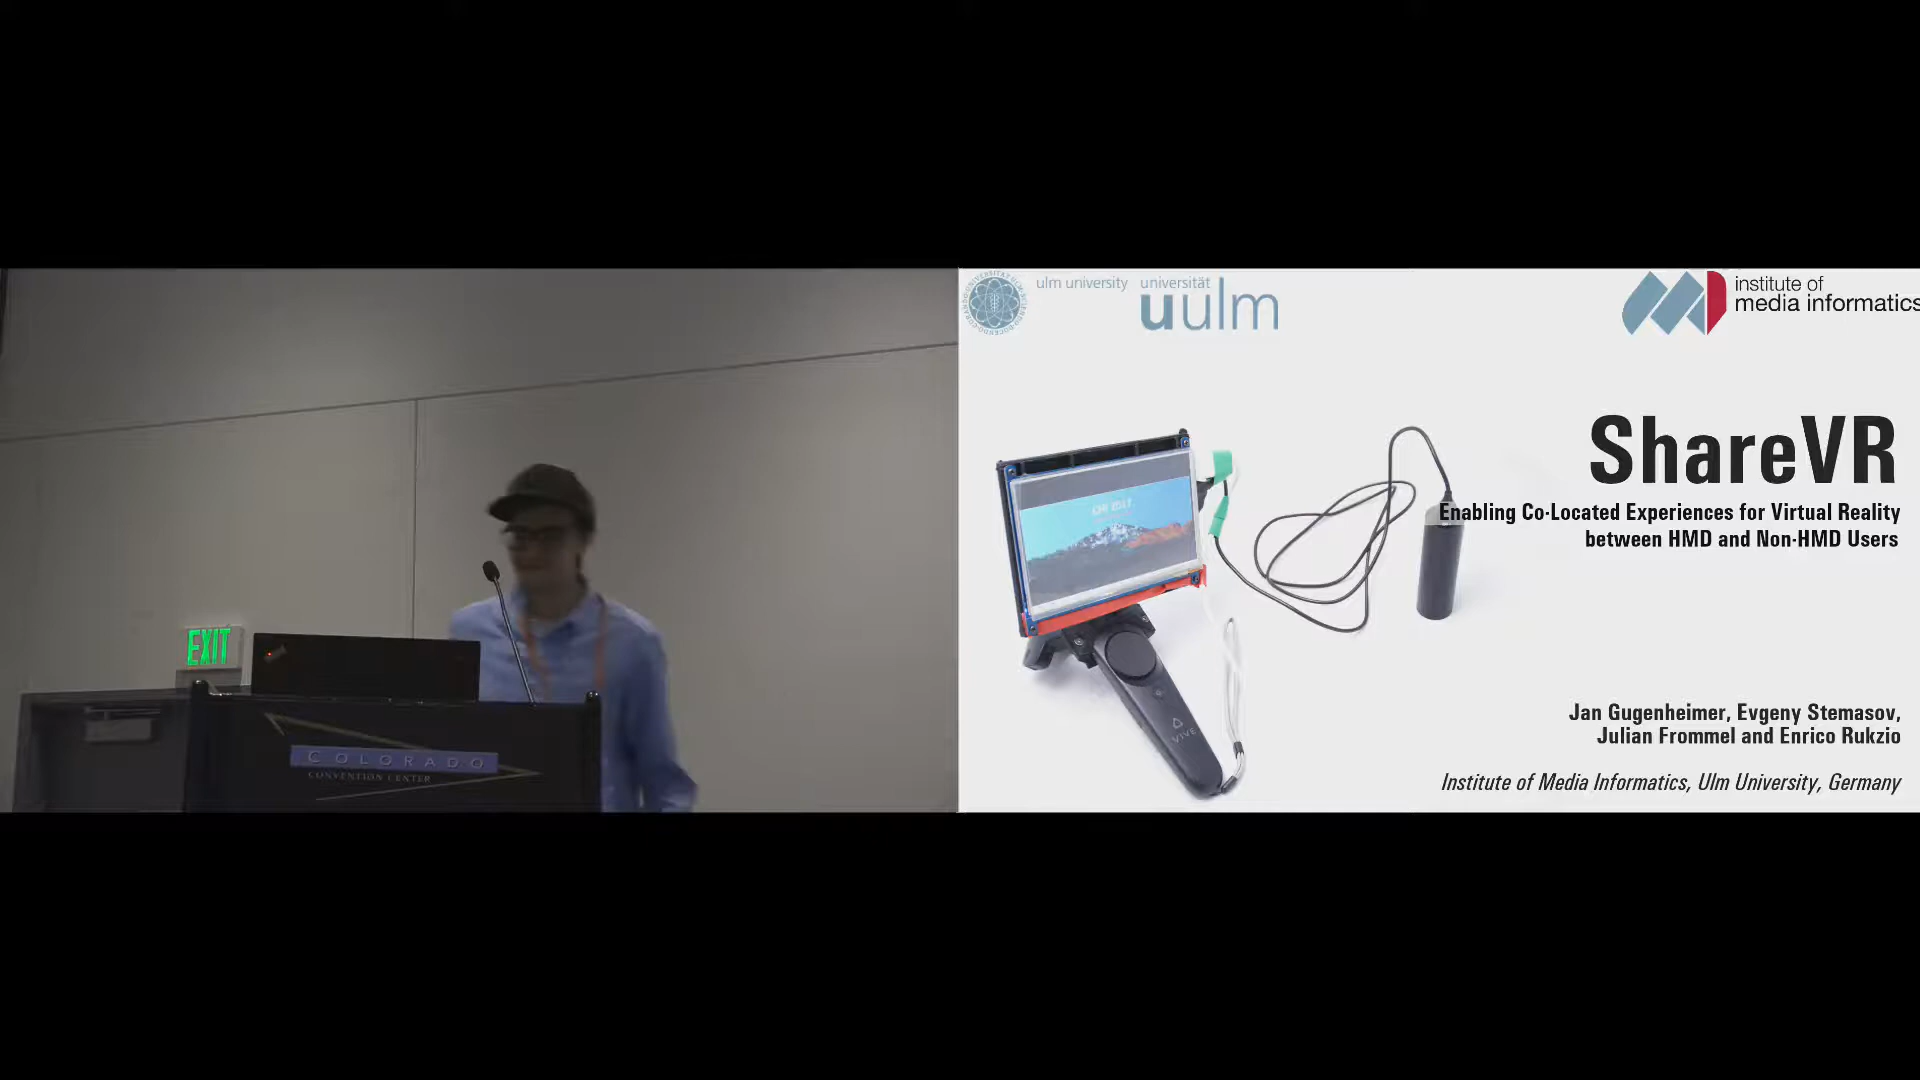 EXIT
COLORADO
CONVENTION CENTER
ulm university universität
uulm
institute of
media informatics
CHI 2017
VIVE
ShareVR
Enabling Co-Located Experiences for Virtual Reality
between HMD and Non-HMD Users
Jan Gugenheimer, Evgeny Stemasov,
Julian Frommel and Enrico Rukzio
Institute of Media Informatics, Ulm University, Germany